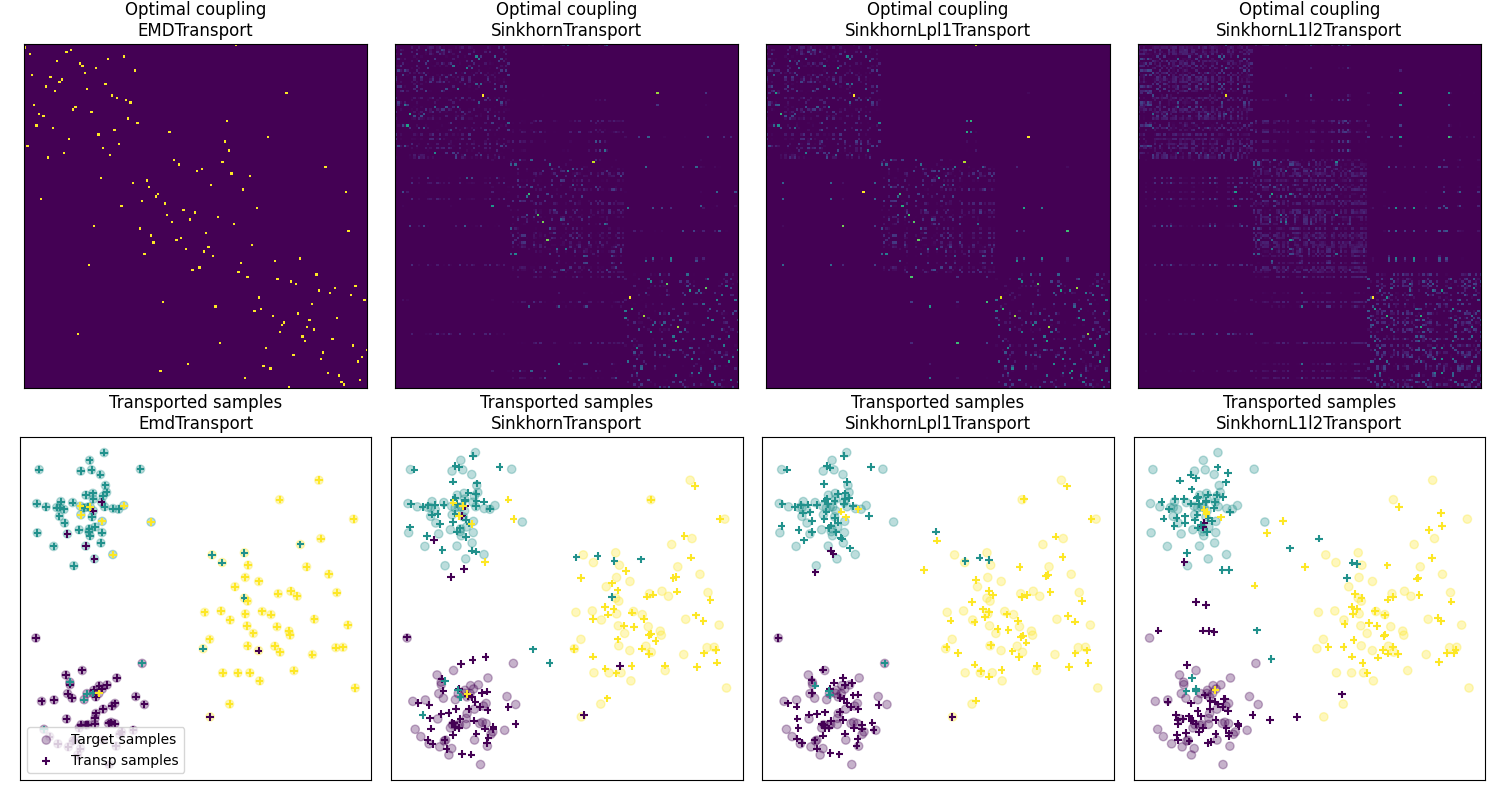 Optimal coupling
EMDTransport
Optimal coupling
SinkhornTransport
Optimal coupling
SinkhornLpl1Transport
Optimal coupling
SinkhornL1l2Transport
Transported samples
EmdTransport
Transported samples
SinkhornTransport
Transported samples
SinkhornLpl1Transport
Transported samples
SinkhornL1l2Transport
Target samples
Transp samples